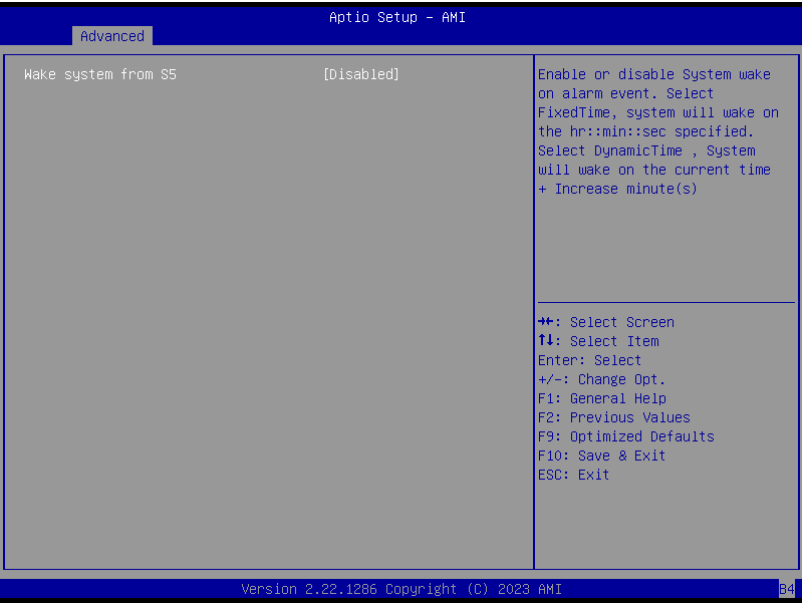 Aptio Setup – AMI
Advanced
Wake system from S5 [Disabled]
Enable or disable System wake
on alarm event. Select
FixedTime, system will wake on
the hr::min::sec specified.
Select DynamicTime , System
will wake on the current time
+ Increase minute(s)
→←: Select Screen
↑↓: Select Item
Enter: Select
+/-: Change Opt.
F1: General Help
F2: Previous Values
F9: Optimized Defaults
F10: Save & Exit
ESC: Exit
Version 2.22.1286 Copyright (C) 2023 AMI
B4